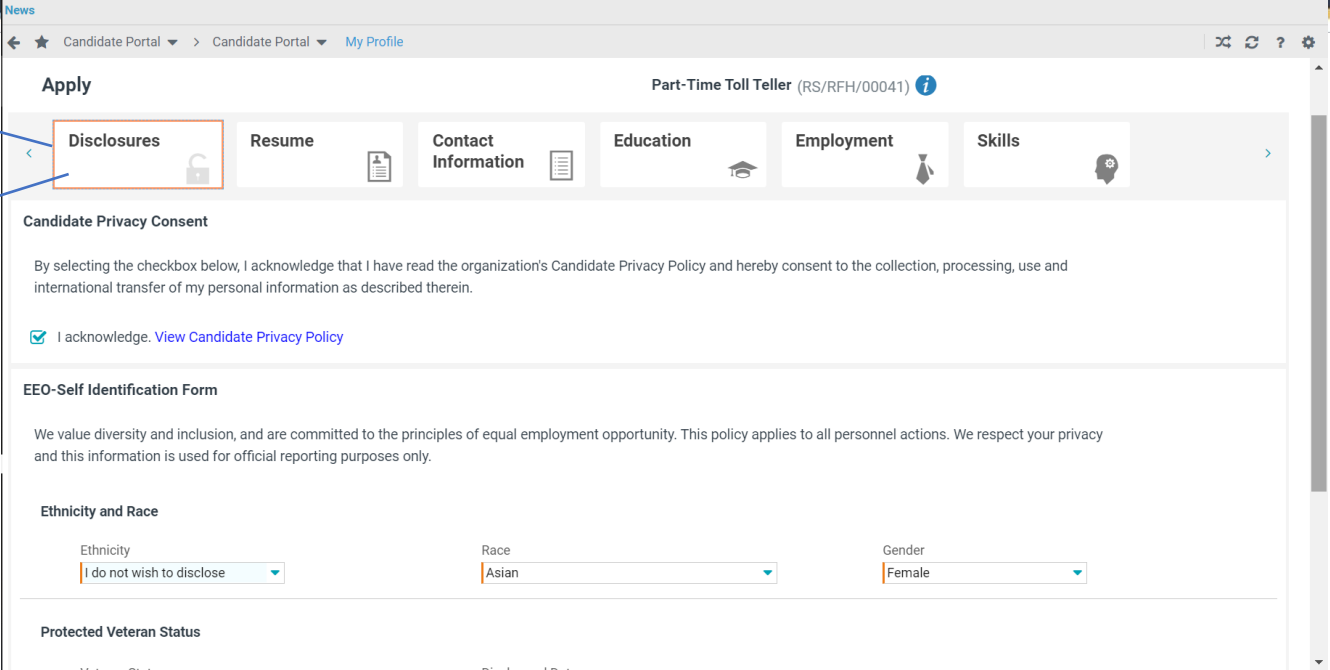 News
Candidate Portal > Candidate Portal My Profile ?
Apply
Part-Time Toll Teller (RS/RFH/00041) i
Disclosures
Resume
Contact
Information
Education
Employment
Skills
Candidate Privacy Consent
By selecting the checkbox below, I acknowledge that I have read the organization's Candidate Privacy Policy and hereby consent to the collection, processing, use and
international transfer of my personal information as described therein.
I acknowledge. View Candidate Privacy Policy
EEO-Self Identification Form
We value diversity and inclusion, and are committed to the principles of equal employment opportunity. This policy applies to all personnel actions. We respect your privacy
and this information is used for official reporting purposes only.
Ethnicity and Race
Ethnicity Race Gender
I do not wish to disclose Asian Female
Protected Veteran Status